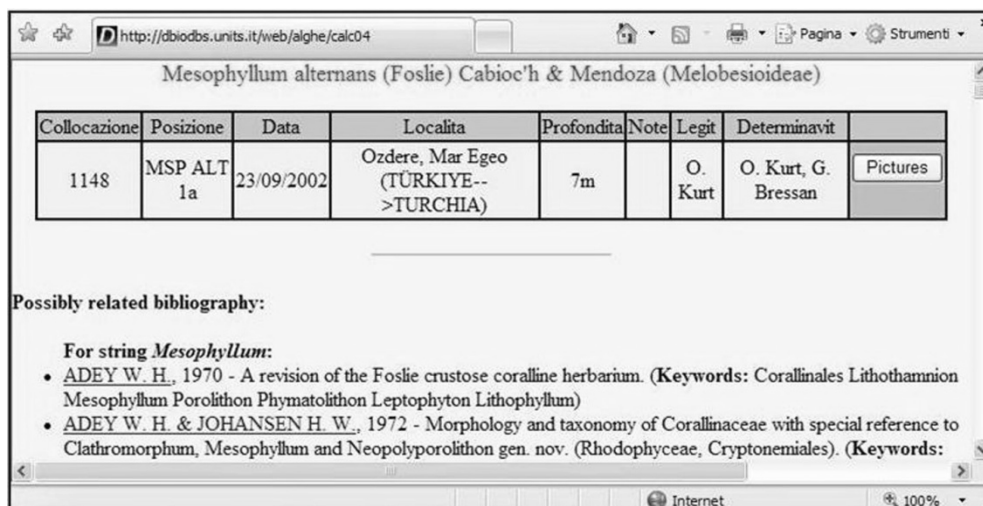 http://dbiodbs.units.it/web/alghe/calc04 Pagina Strumenti
Mesophyllum alternans (Foslie) Cabioc'h & Mendoza (Melobesioideae)
Collocazione Posizione Data Localita Profondita Note Legit Determinavit
1148 MSP ALT 1a 23/09/2002 Ozdere, Mar Egeo (TÜRKIYE-->TURCHIA) 7m O. Kurt O. Kurt, G. Bressan Pictures
Possibly related bibliography:
For string Mesophyllum:
• ADEY W. H., 1970 - A revision of the Foslie crustose coralline herbarium. (Keywords: Corallinales Lithothamnion
Mesophyllum Porolithon Phymatolithon Leptophyton Lithophyllum)
• ADEY W. H. & JOHANSEN H. W., 1972 - Morphology and taxonomy of Corallinaceae with special reference to
Clathromorphum, Mesophyllum and Neopolyporolithon gen. nov. (Rhodophyceae, Cryptonemiales). (Keywords:
Internet 100%